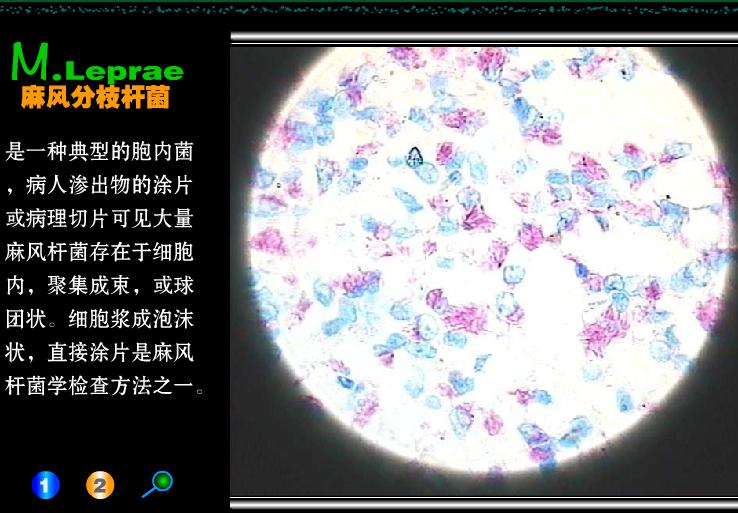 M.Leprae
麻风分枝杆菌
是一种典型的胞内菌
，病人渗出物的涂片
或病理切片可见大量
麻风杆菌存在于细胞
内，聚集成束，或球
团状。细胞浆成泡沫
状，直接涂片是麻风
杆菌学检查方法之一。
1 2